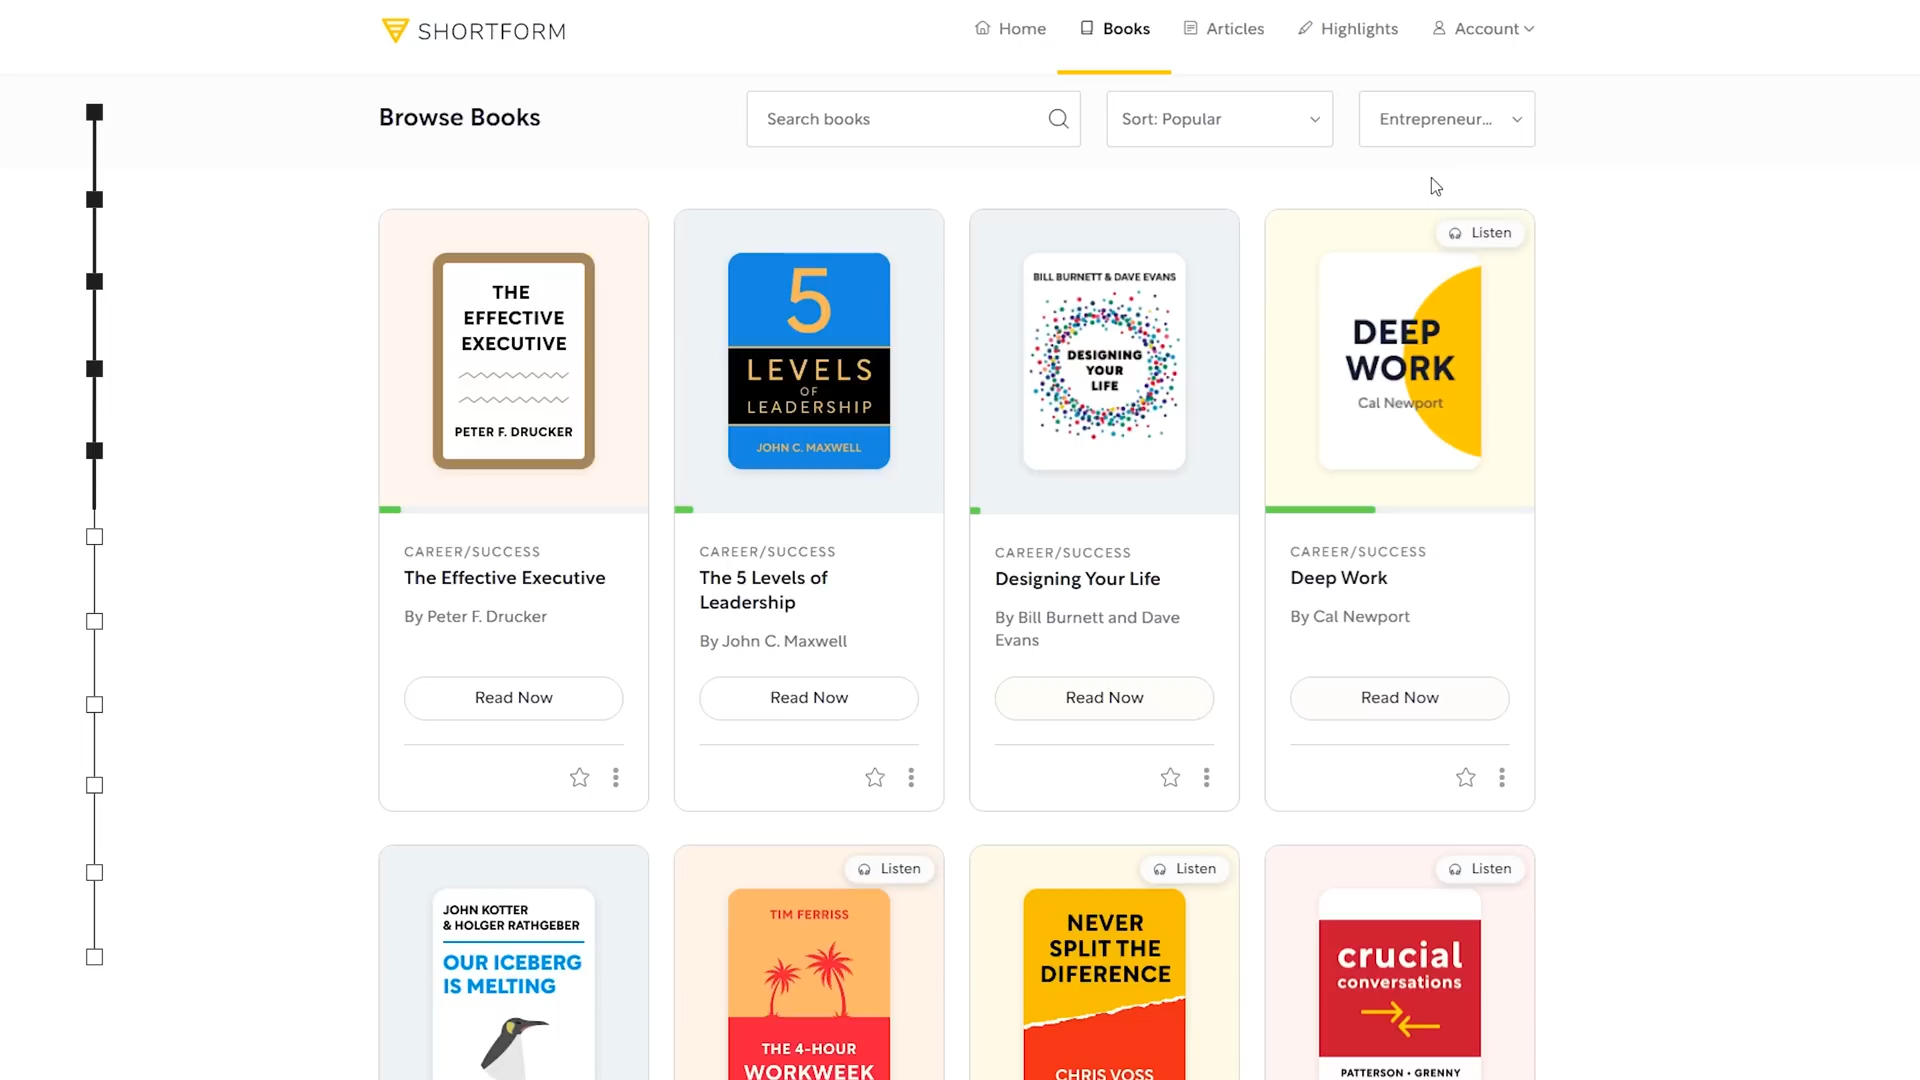 SHORTFORM
Home
Books
Articles
Highlights
Account
Browse Books
Search books
Sort: Popular
Entrepreneur...
THE
EFFECTIVE
EXECUTIVE
PETER F. DRUCKER
CAREER/SUCCESS
The Effective Executive
By Peter F. Drucker
Read Now
5
LEVELS
OF
LEADERSHIP
JOHN C. MAXWELL
CAREER/SUCCESS
The 5 Levels of
Leadership
By John C. Maxwell
Read Now
BILL BURNETT & DAVE EVANS
DESIGNING
YOUR
LIFE
CAREER/SUCCESS
Designing Your Life
By Bill Burnett and Dave
Evans
Read Now
Listen
DEEP
WORK
Cal Newport
CAREER/SUCCESS
Deep Work
By Cal Newport
Read Now
JOHN KOTTER
& HOLGER RATHGEBER
OUR ICEBERG
IS MELTING
Listen
TIM FERRISS
THE 4-HOUR
WORKWEEK
Listen
NEVER
SPLIT THE
DIFERENCE
CHRIS VOSS
Listen
crucial
conversations
PATTERSON • GRENNY